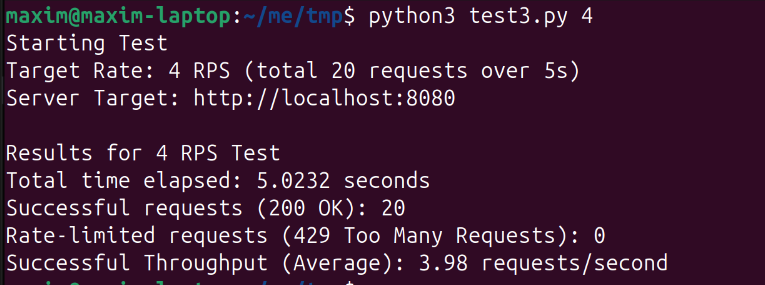 maxim@maxim-laptop:~/me/tmp$ python3 test3.py 4
Starting Test
Target Rate: 4 RPS (total 20 requests over 5s)
Server Target: http://localhost:8080
Results for 4 RPS Test
Total time elapsed: 5.0232 seconds
Successful requests (200 OK): 20
Rate-limited requests (429 Too Many Requests): 0
Successful Throughput (Average): 3.98 requests/second